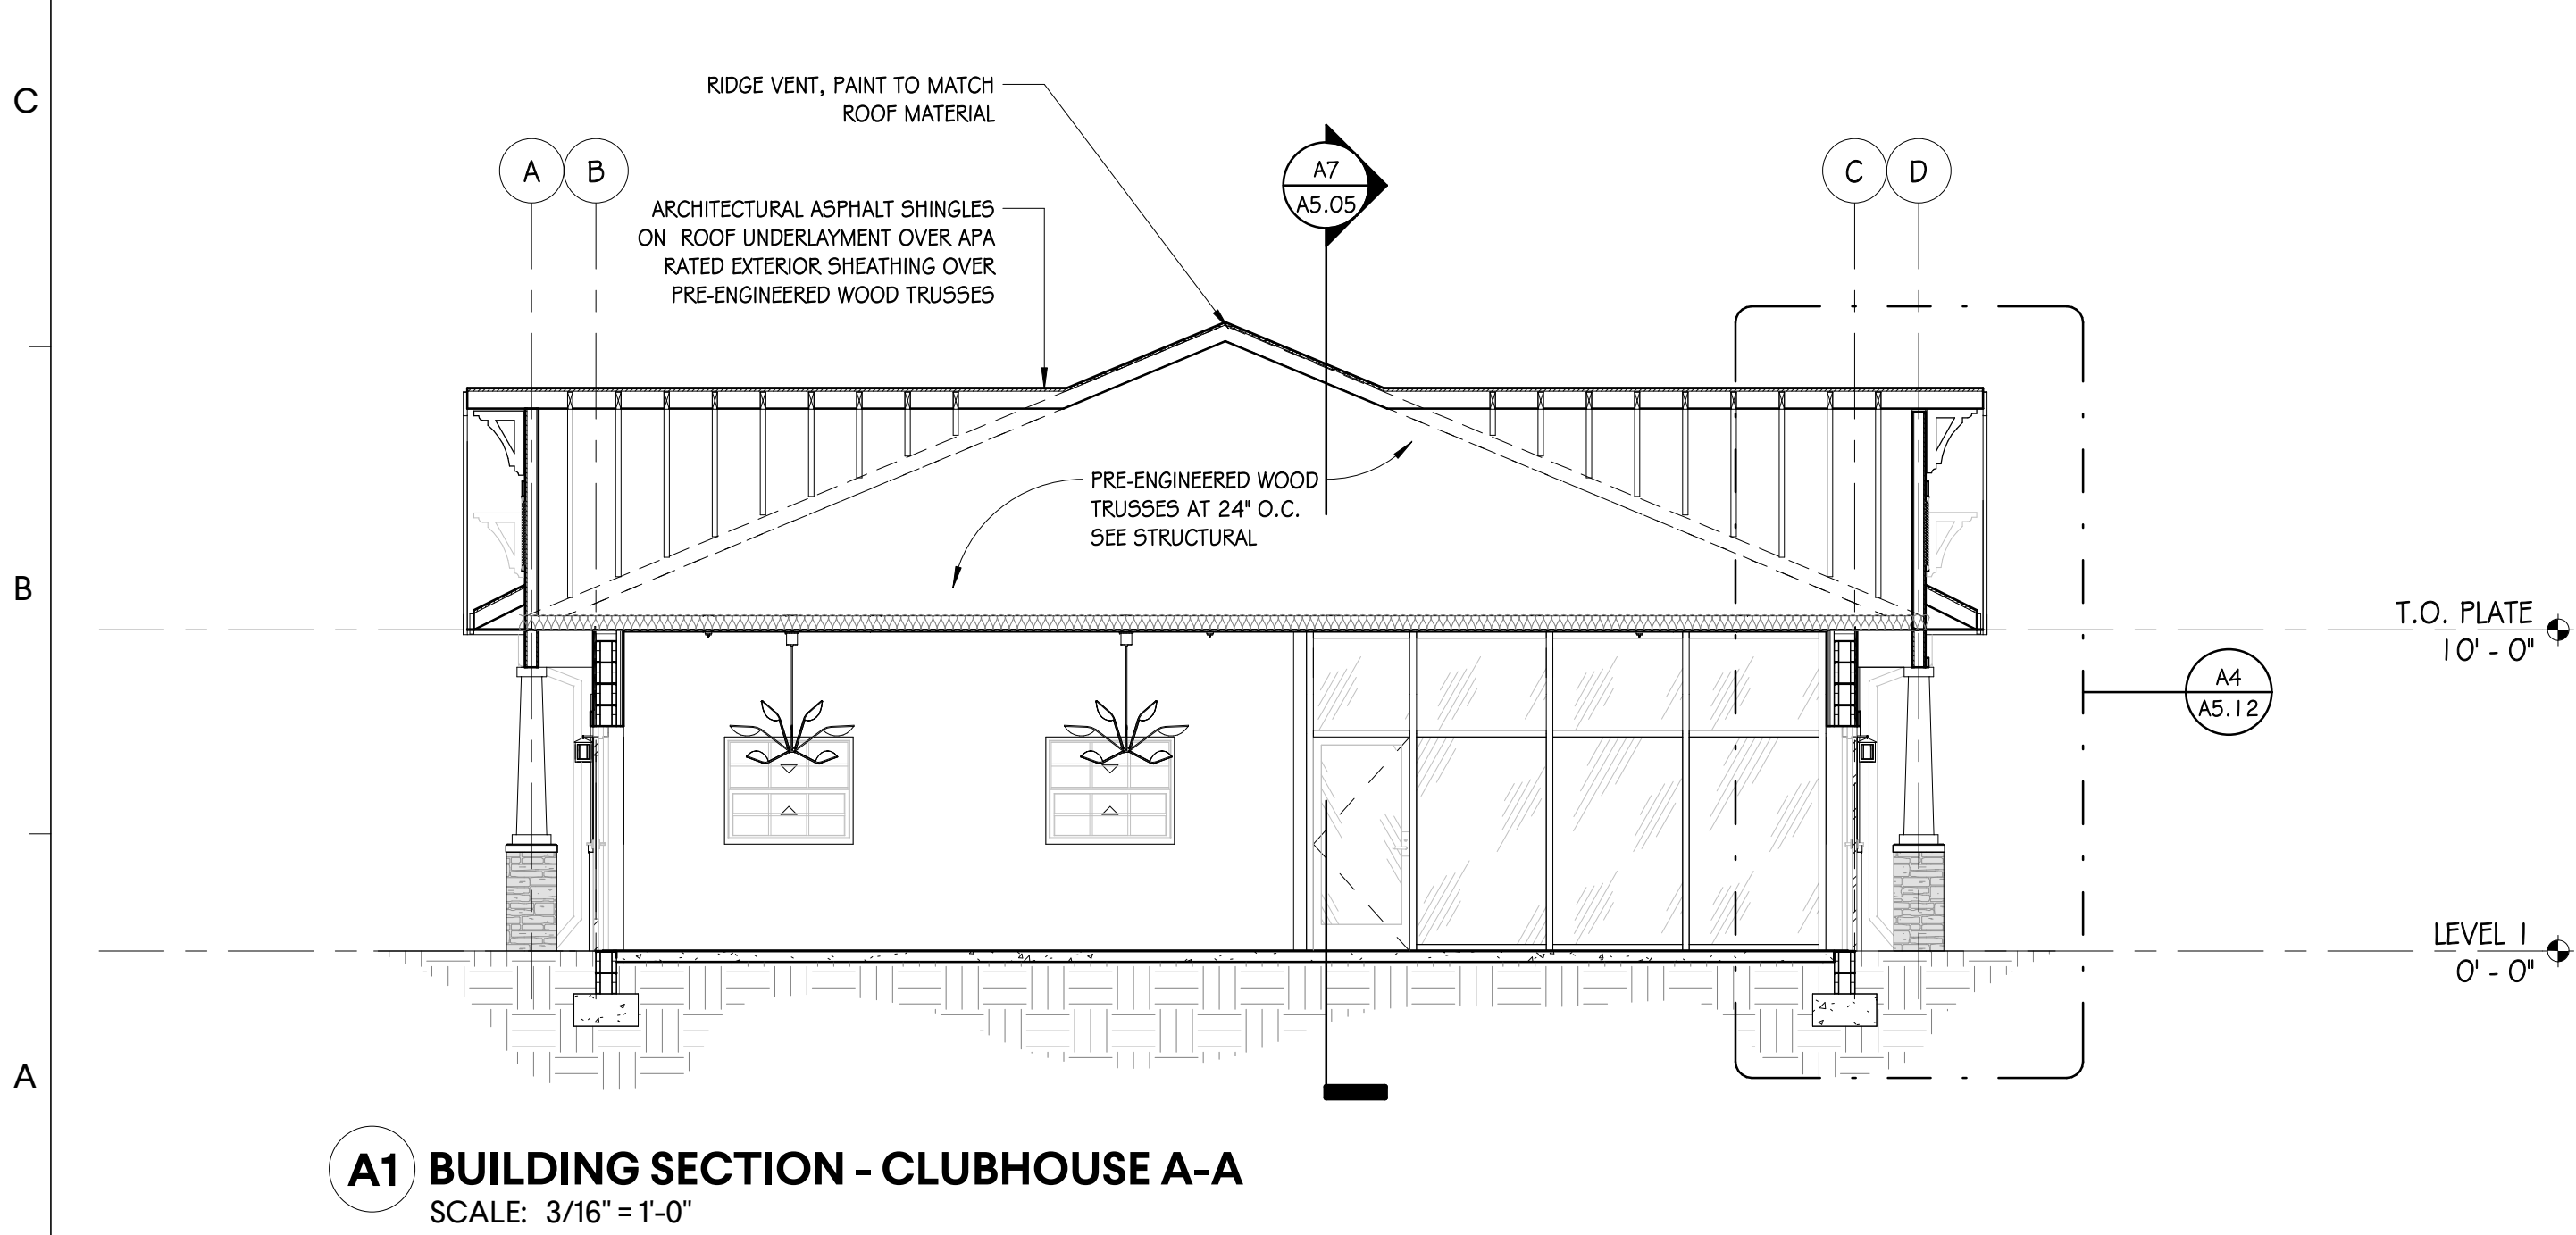 C
RIDGE VENT, PAINT TO MATCH
ROOF MATERIAL
A
B
A7
A5.05
C
D
ARCHITECTURAL ASPHALT SHINGLES
ON ROOF UNDERLAYMENT OVER APA
RATED EXTERIOR SHEATHING OVER
PRE-ENGINEERED WOOD TRUSSES
PRE-ENGINEERED WOOD
TRUSSES AT 24" O.C.
SEE STRUCTURAL
B
T.O. PLATE
10' - 0"
A4
A5.12
LEVEL 1
0' - 0"
A
A1
BUILDING SECTION - CLUBHOUSE A-A
SCALE: 3/16" = 1'-0"